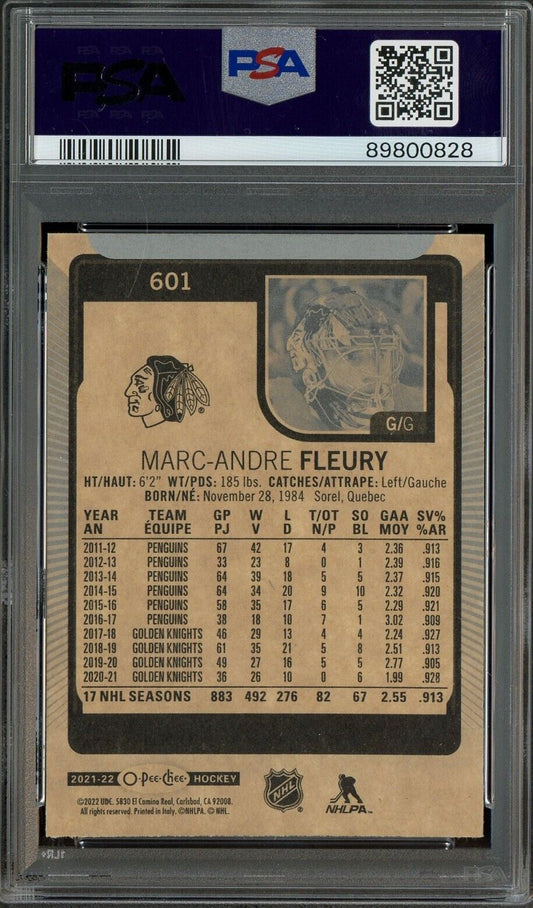 PSA
PSA
89800828
601
G/G
MARC-ANDRE FLEURY
HT/HAUT: 6'2" WT/PDS: 185 lbs. CATCHES/ATTRAPE: Left/Gauche
BORN/NÉ: November 28, 1984 Sorel, Quebec
YEAR TEAM GP W L T/OT SO GAA SV%
AN ÉQUIPE PJ V D N/P BL MOY %AR
2011-12 PENGUINS 67 42 17 4 3 2.36 .913
2012-13 PENGUINS 33 23 8 0 1 2.39 .916
2013-14 PENGUINS 64 39 18 5 5 2.37 .915
2014-15 PENGUINS 64 34 20 9 10 2.32 .920
2015-16 PENGUINS 58 35 17 6 5 2.29 .921
2016-17 PENGUINS 38 18 10 7 1 3.02 .909
2017-18 GOLDEN KNIGHTS 46 29 13 4 4 2.24 .927
2018-19 GOLDEN KNIGHTS 61 35 21 5 8 2.51 .913
2019-20 GOLDEN KNIGHTS 49 27 16 5 5 2.77 .905
2020-21 GOLDEN KNIGHTS 36 26 10 0 6 1.99 .928
17 NHL SEASONS 883 492 276 82 67 2.55 .913
2021-22 O-Pee-Chee HOCKEY
NHL
NHLPA
©2022 UDC. 5830 El Camino Real, Carlsbad, CA 92008.
All rights reserved. Printed in Italy. ©NHLPA. © NHL.